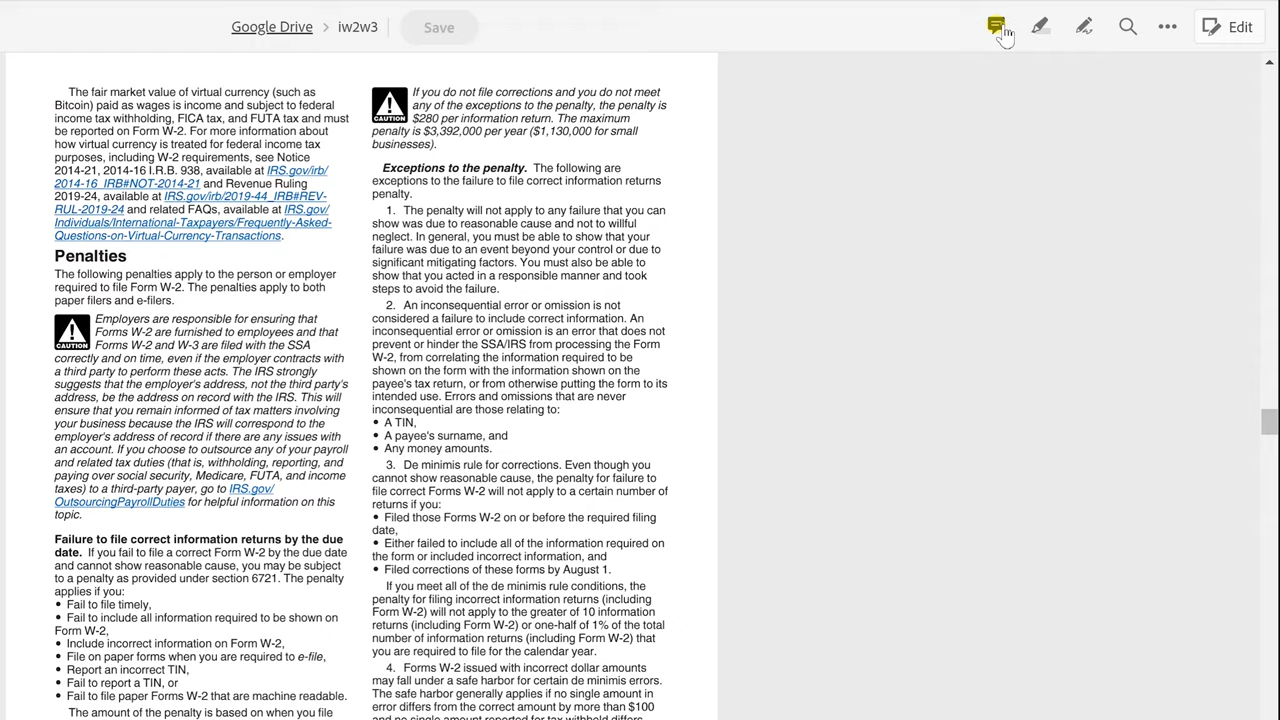 Google Drive > iw2w3
Save
Edit
The fair market value of virtual currency (such as
Bitcoin) paid as wages is income and subject to federal
income tax withholding, FICA tax, and FUTA tax and must
be reported on Form W-2. For more information about
how virtual currency is treated for federal income tax
purposes, including W-2 requirements, see Notice
2014-21, 2014-16 I.R.B. 938, available at IRS.gov/irb/
2014-16_IRB#NOT-2014-21 and Revenue Ruling
2019-24, available at IRS.gov/irb/2019-44_IRB#REV-
RUL-2019-24 and related FAQs, available at IRS.gov/
Individuals/International-Taxpayers/Frequently-Asked-
Questions-on-Virtual-Currency-Transactions.
Penalties
The following penalties apply to the person or employer
required to file Form W-2. The penalties apply to both
paper filers and e-filers.
CAUTION
Employers are responsible for ensuring that
Forms W-2 are furnished to employees and that
Forms W-2 and W-3 are filed with the SSA
correctly and on time, even if the employer contracts with
a third party to perform these acts. The IRS strongly
suggests that the employer's address, not the third party's
address, be the address on record with the IRS. This will
ensure that you remain informed of tax matters involving
your business because the IRS will correspond to the
employer's address of record if there are any issues with
an account. If you choose to outsource any of your payroll
and related tax duties (that is, withholding, reporting, and
paying over social security, Medicare, FUTA, and income
taxes) to a third-party payer, go to IRS.gov/
OutsourcingPayrollDuties for helpful information on this
topic.
Failure to file correct information returns by the due
date. If you fail to file a correct Form W-2 by the due date
and cannot show reasonable cause, you may be subject
to a penalty as provided under section 6721. The penalty
applies if you:
• Fail to file timely,
• Fail to include all information required to be shown on
Form W-2,
• Include incorrect information on Form W-2,
• File on paper forms when you are required to e-file,
• Report an incorrect TIN,
• Fail to report a TIN, or
• Fail to file paper Forms W-2 that are machine readable.
The amount of the penalty is based on when you file
CAUTION
If you do not file corrections and you do not meet
any of the exceptions to the penalty, the penalty is
$280 per information return. The maximum
penalty is $3,392,000 per year ($1,130,000 for small
businesses).
Exceptions to the penalty. The following are
exceptions to the failure to file correct information returns
penalty.
1. The penalty will not apply to any failure that you can
show was due to reasonable cause and not to willful
neglect. In general, you must be able to show that your
failure was due to an event beyond your control or due to
significant mitigating factors. You must also be able to
show that you acted in a responsible manner and took
steps to avoid the failure.
2. An inconsequential error or omission is not
considered a failure to include correct information. An
inconsequential error or omission is an error that does not
prevent or hinder the SSA/IRS from processing the Form
W-2, from correlating the information required to be
shown on the form with the information shown on the
payee's tax return, or from otherwise putting the form to its
intended use. Errors and omissions that are never
inconsequential are those relating to:
• A TIN,
• A payee's surname, and
• Any money amounts.
3. De minimis rule for corrections. Even though you
cannot show reasonable cause, the penalty for failure to
file correct Forms W-2 will not apply to a certain number of
returns if you:
• Filed those Forms W-2 on or before the required filing
date,
• Either failed to include all of the information required on
the form or included incorrect information, and
• Filed corrections of these forms by August 1.
If you meet all of the de minimis rule conditions, the
penalty for filing incorrect information returns (including
Form W-2) will not apply to the greater of 10 information
returns (including Form W-2) or one-half of 1% of the total
number of information returns (including Form W-2) that
you are required to file for the calendar year.
4. Forms W-2 issued with incorrect dollar amounts
may fall under a safe harbor for certain de minimis errors.
The safe harbor generally applies if no single amount in
error differs from the correct amount by more than $100
and no single amount reported for tax withheld differs